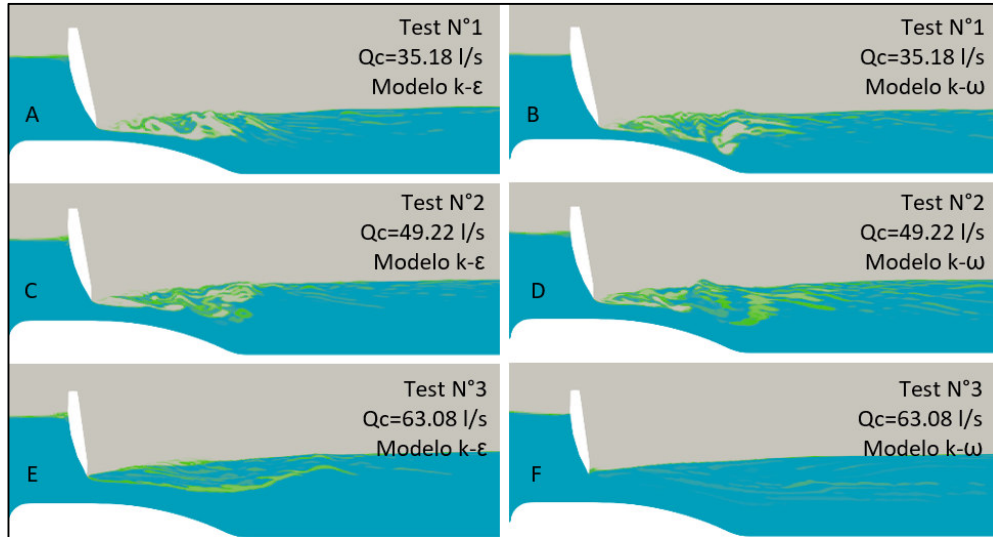 Test N°1
Qc=35.18 l/s
Modelo k-ε
A
Test N°1
Qc=35.18 l/s
Modelo k-ω
B
Test N°2
Qc=49.22 l/s
Modelo k-ε
C
Test N°2
Qc=49.22 l/s
Modelo k-ω
D
Test N°3
Qc=63.08 l/s
Modelo k-ε
E
Test N°3
Qc=63.08 l/s
Modelo k-ω
F